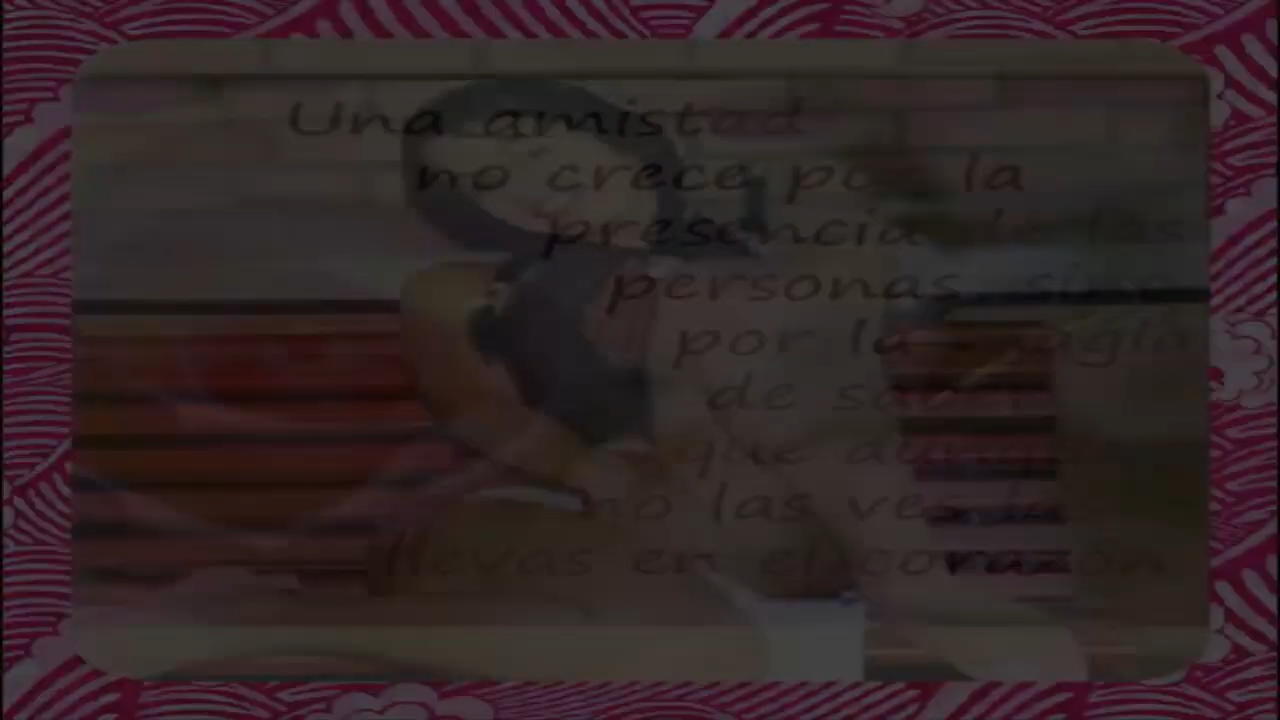 Una amistad
no crece por la
presencia de las
personas, sino
por la magia
de saber
que aunque
no las ves las
llevas en el corazón